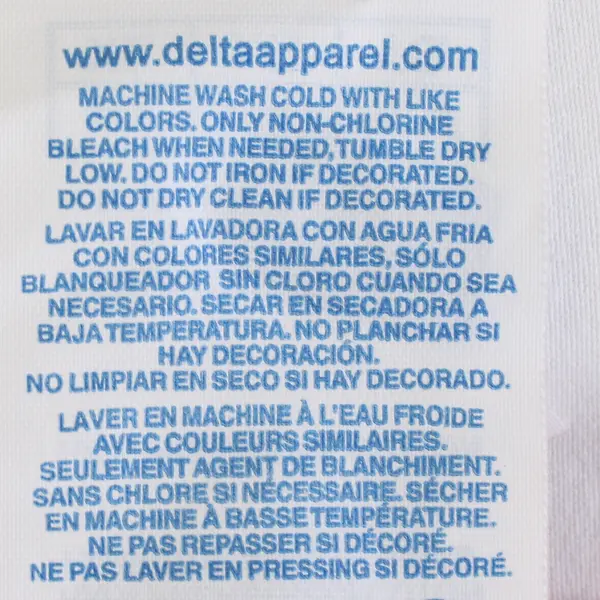 www.deltaapparel.com
MACHINE WASH COLD WITH LIKE
COLORS. ONLY NON-CHLORINE
BLEACH WHEN NEEDED, TUMBLE DRY
LOW. DO NOT IRON IF DECORATED.
DO NOT DRY CLEAN IF DECORATED.
LAVAR EN LAVADORA CON AGUA FRIA
CON COLORES SIMILARES, SÓLO
BLANQUEADOR SIN CLORO CUANDO SEA
NECESARIO. SECAR EN SECADORA A
BAJA TEMPERATURA. NO PLANCHAR SI
HAY DECORACIÓN.
NO LIMPIAR EN SECO SI HAY DECORADO.
LAVER EN MACHINE À L'EAU FROIDE
AVEC COULEURS SIMILAIRES.
SEULEMENT AGENT DE BLANCHIMENT.
SANS CHLORE SI NÉCESSAIRE. SÉCHER
EN MACHINE À BASSE TEMPÉRATURE.
NE PAS REPASSER SI DÉCORÉ.
NE PAS LAVER EN PRESSING SI DÉCORÉ.